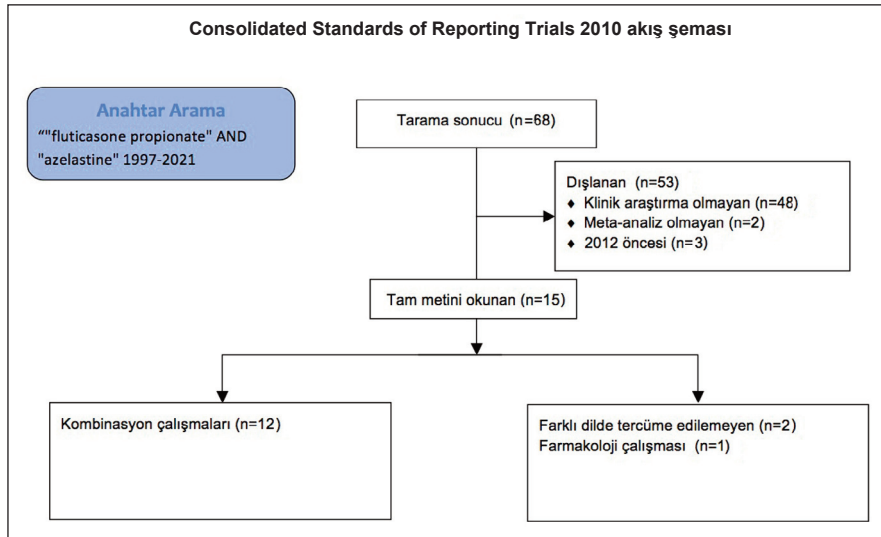 Consolidated Standards of Reporting Trials 2010 akış şeması
Anahtar Arama
“"fluticasone propionate" AND
"azelastine" 1997-2021
Tarama sonucu (n=68)
Dışlanan (n=53)
♦ Klinik araştırma olmayan (n=48)
♦ Meta-analiz olmayan (n=2)
♦ 2012 öncesi (n=3)
Tam metini okunan (n=15)
Kombinasyon çalışmaları (n=12)
Farklı dilde tercüme edilemeyen (n=2)
Farmakoloji çalışması (n=1)